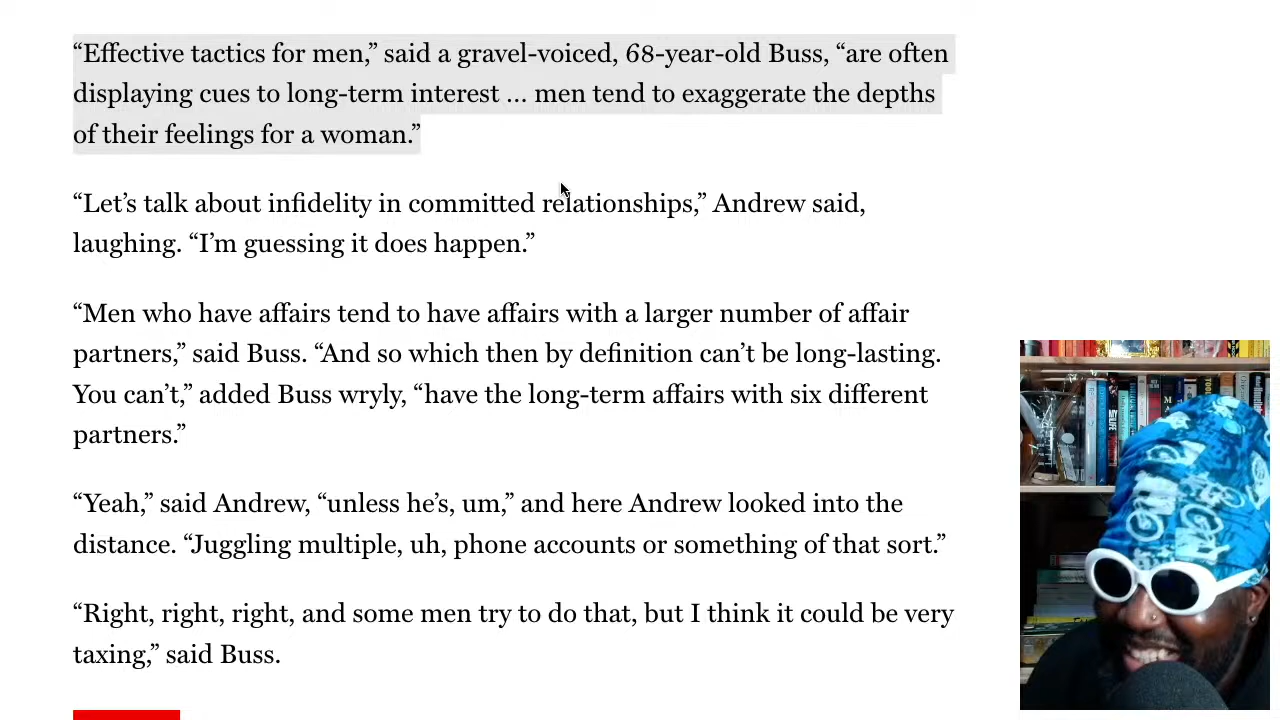 “Effective tactics for men,” said a gravel-voiced, 68-year-old Buss, “are often
displaying cues to long-term interest ... men tend to exaggerate the depths
of their feelings for a woman.”
“Let’s talk about infidelity in committed relationships,” Andrew said,
laughing. “I’m guessing it does happen.”
“Men who have affairs tend to have affairs with a larger number of affair
partners,” said Buss. “And so which then by definition can’t be long-lasting.
You can’t,” added Buss wryly, “have the long-term affairs with six different
partners.”
“Yeah,” said Andrew, “unless he’s, um,” and here Andrew looked into the
distance. “Juggling multiple, uh, phone accounts or something of that sort.”
“Right, right, right, and some men try to do that, but I think it could be very
taxing,” said Buss.